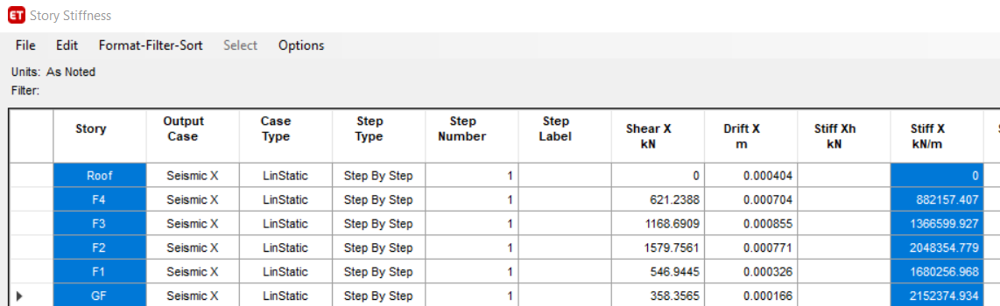 ET Story Stiffness
File Edit Format-Filter-Sort Select Options
Units: As Noted
Filter:
Story Output Case Case Type Step Type Step Number Step Label Shear X kN Drift X m Stiff Xh kN Stiff X kN/m S
Roof Seismic X LinStatic Step By Step 1 0 0.000404 0
F4 Seismic X LinStatic Step By Step 1 621.2388 0.000704 882157.407
F3 Seismic X LinStatic Step By Step 1 1168.6909 0.000855 1366599.927
F2 Seismic X LinStatic Step By Step 1 1579.7561 0.000771 2048354.779
F1 Seismic X LinStatic Step By Step 1 546.9445 0.000326 1680256.968
GF Seismic X LinStatic Step By Step 1 358.3565 0.000166 2152374.934